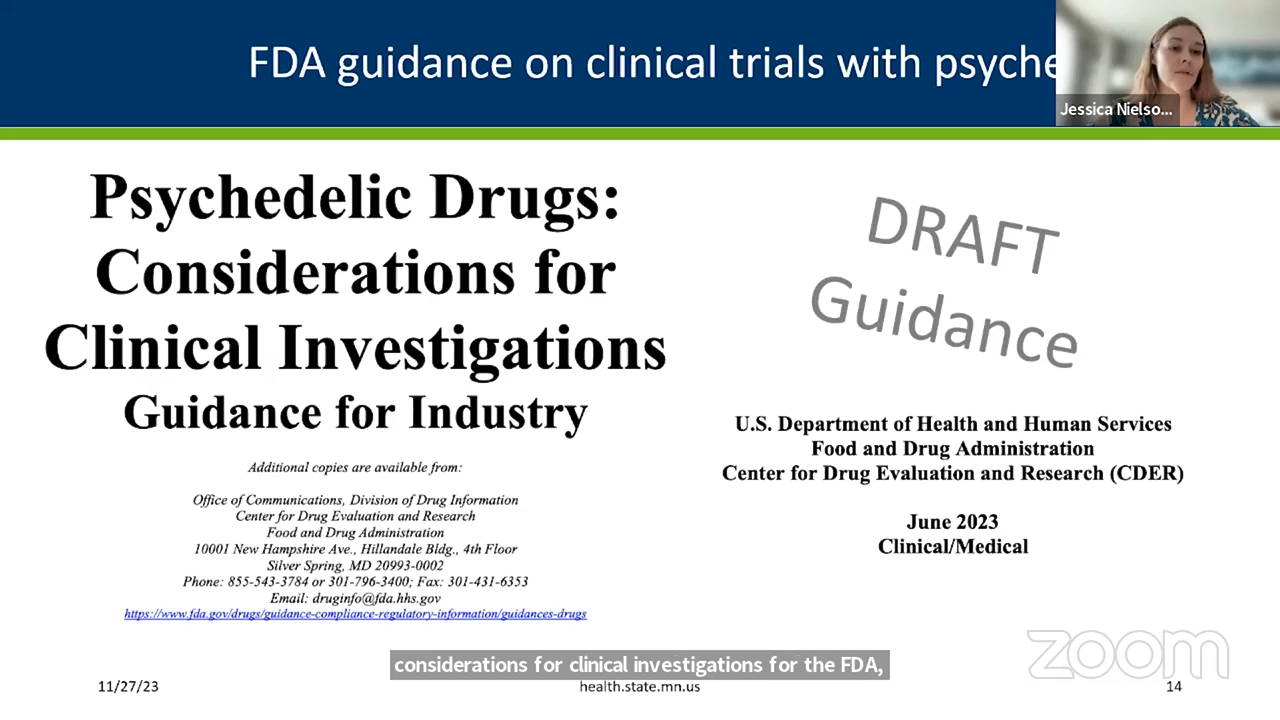 FDA guidance on clinical trials with psyche
Jessica Nielso...
Psychedelic Drugs:
Considerations for
Clinical Investigations
Guidance for Industry
Additional copies are available from:
Office of Communications, Division of Drug Information
Center for Drug Evaluation and Research
Food and Drug Administration
10001 New Hampshire Ave., Hillandale Bldg., 4th Floor
Silver Spring, MD 20993-0002
Phone: 855-543-3784 or 301-796-3400; Fax: 301-431-6353
Email: druginfo@fda.hhs.gov
https://www.fda.gov/drugs/guidance-compliance-regulatory-information/guidances-drugs
DRAFT
Guidance
U.S. Department of Health and Human Services
Food and Drug Administration
Center for Drug Evaluation and Research (CDER)
June 2023
Clinical/Medical
considerations for clinical investigations for the FDA,
zoom
11/27/23
health.state.mn.us
14